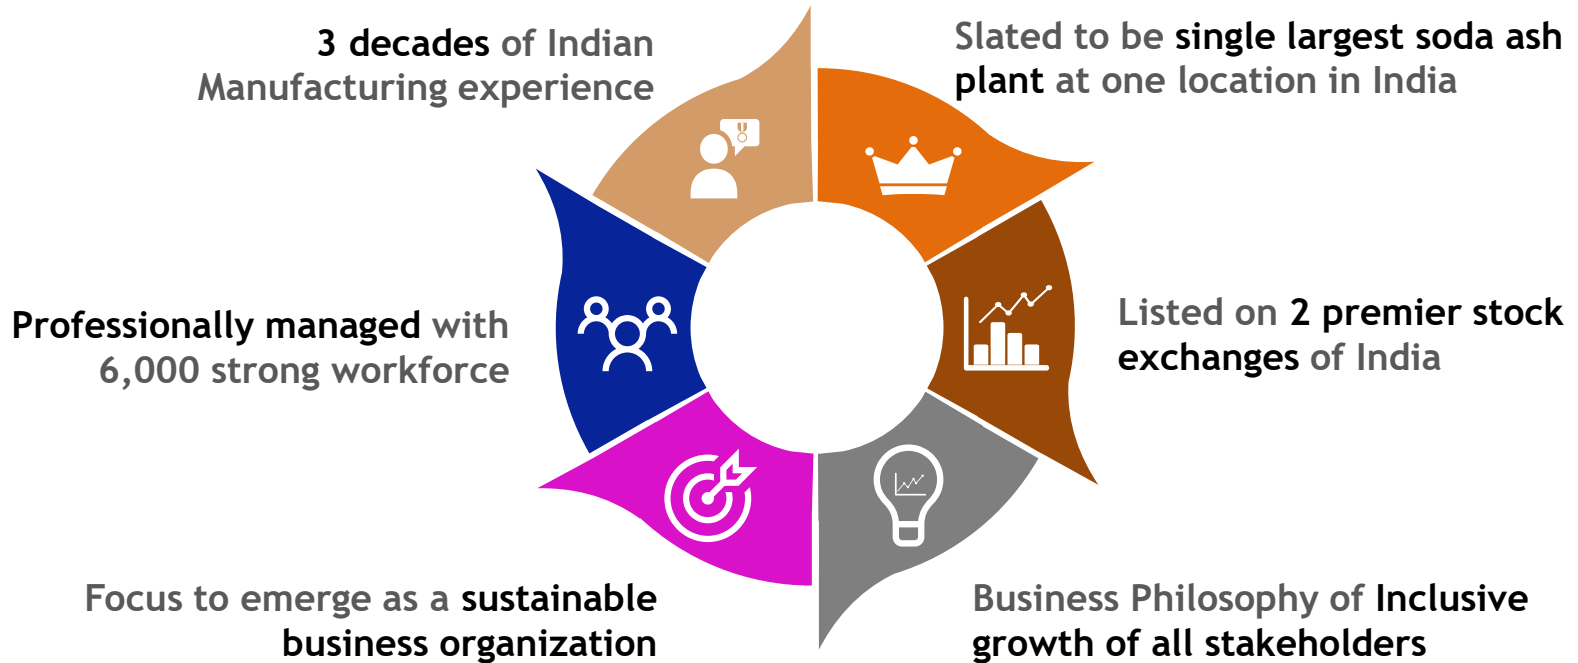 3 decades of Indian
Manufacturing experience
Slated to be single largest soda ash
plant at one location in India
Professionally managed with
6,000 strong workforce
Listed on 2 premier stock
exchanges of India
Focus to emerge as a sustainable
business organization
Business Philosophy of Inclusive
growth of all stakeholders